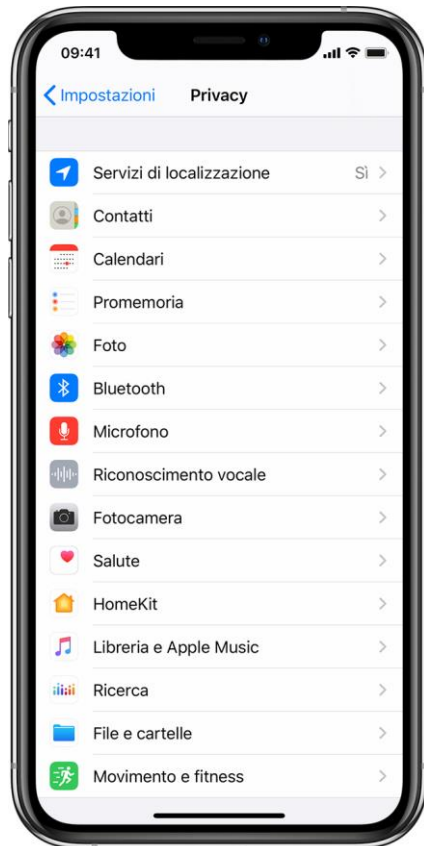 09:41
Impostazioni Privacy
Servizi di localizzazione Sì
Contatti
Calendari
Promemoria
Foto
Bluetooth
Microfono
Riconoscimento vocale
Fotocamera
Salute
HomeKit
Libreria e Apple Music
Ricerca
File e cartelle
Movimento e fitness